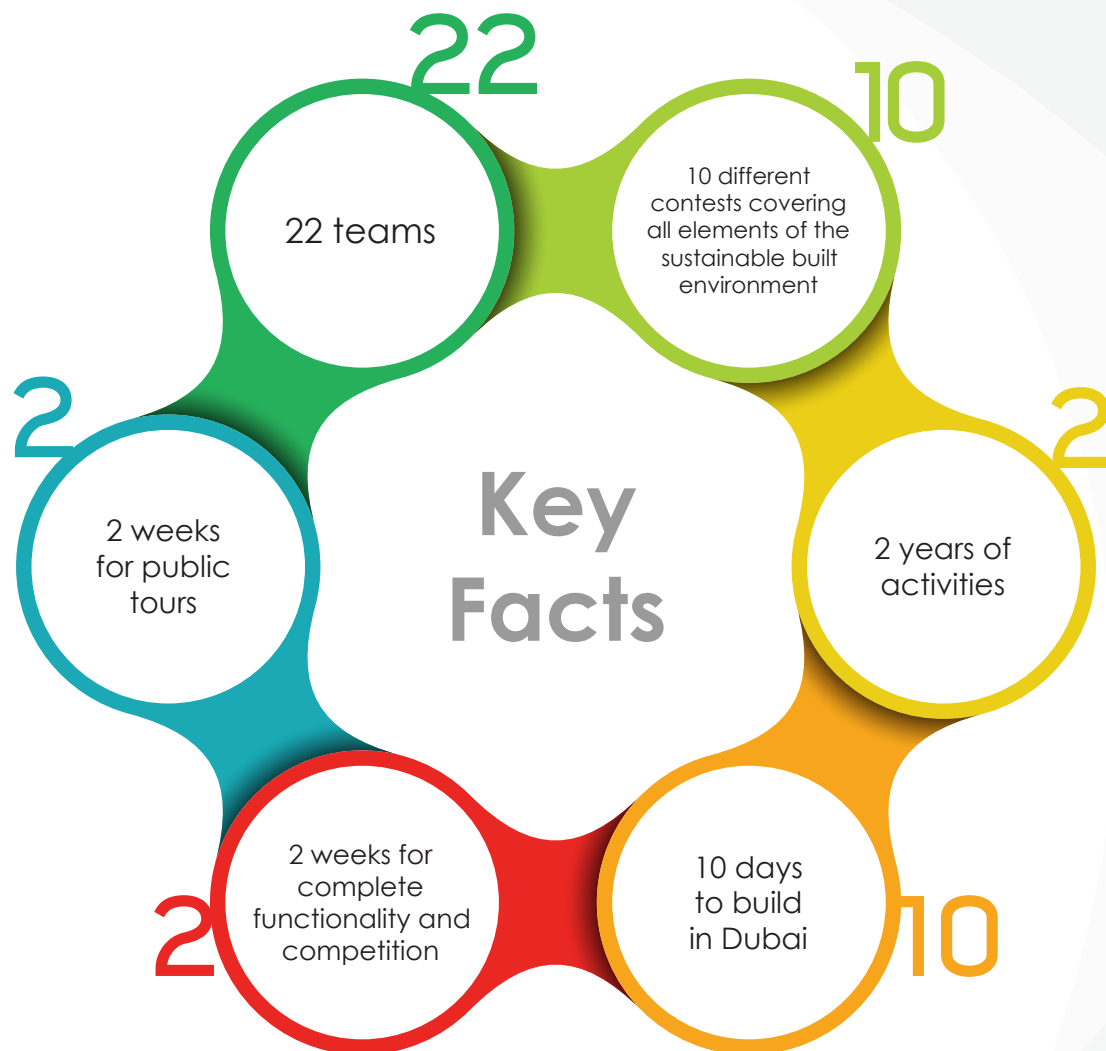 22
22 teams
10
10 different
contests covering
all elements of the
sustainable built
environment
2
2 years of
activities
10
10 days
to build
in Dubai
2
2 weeks for
complete
functionality and
competition
2
2 weeks
for public
tours
Key
Facts